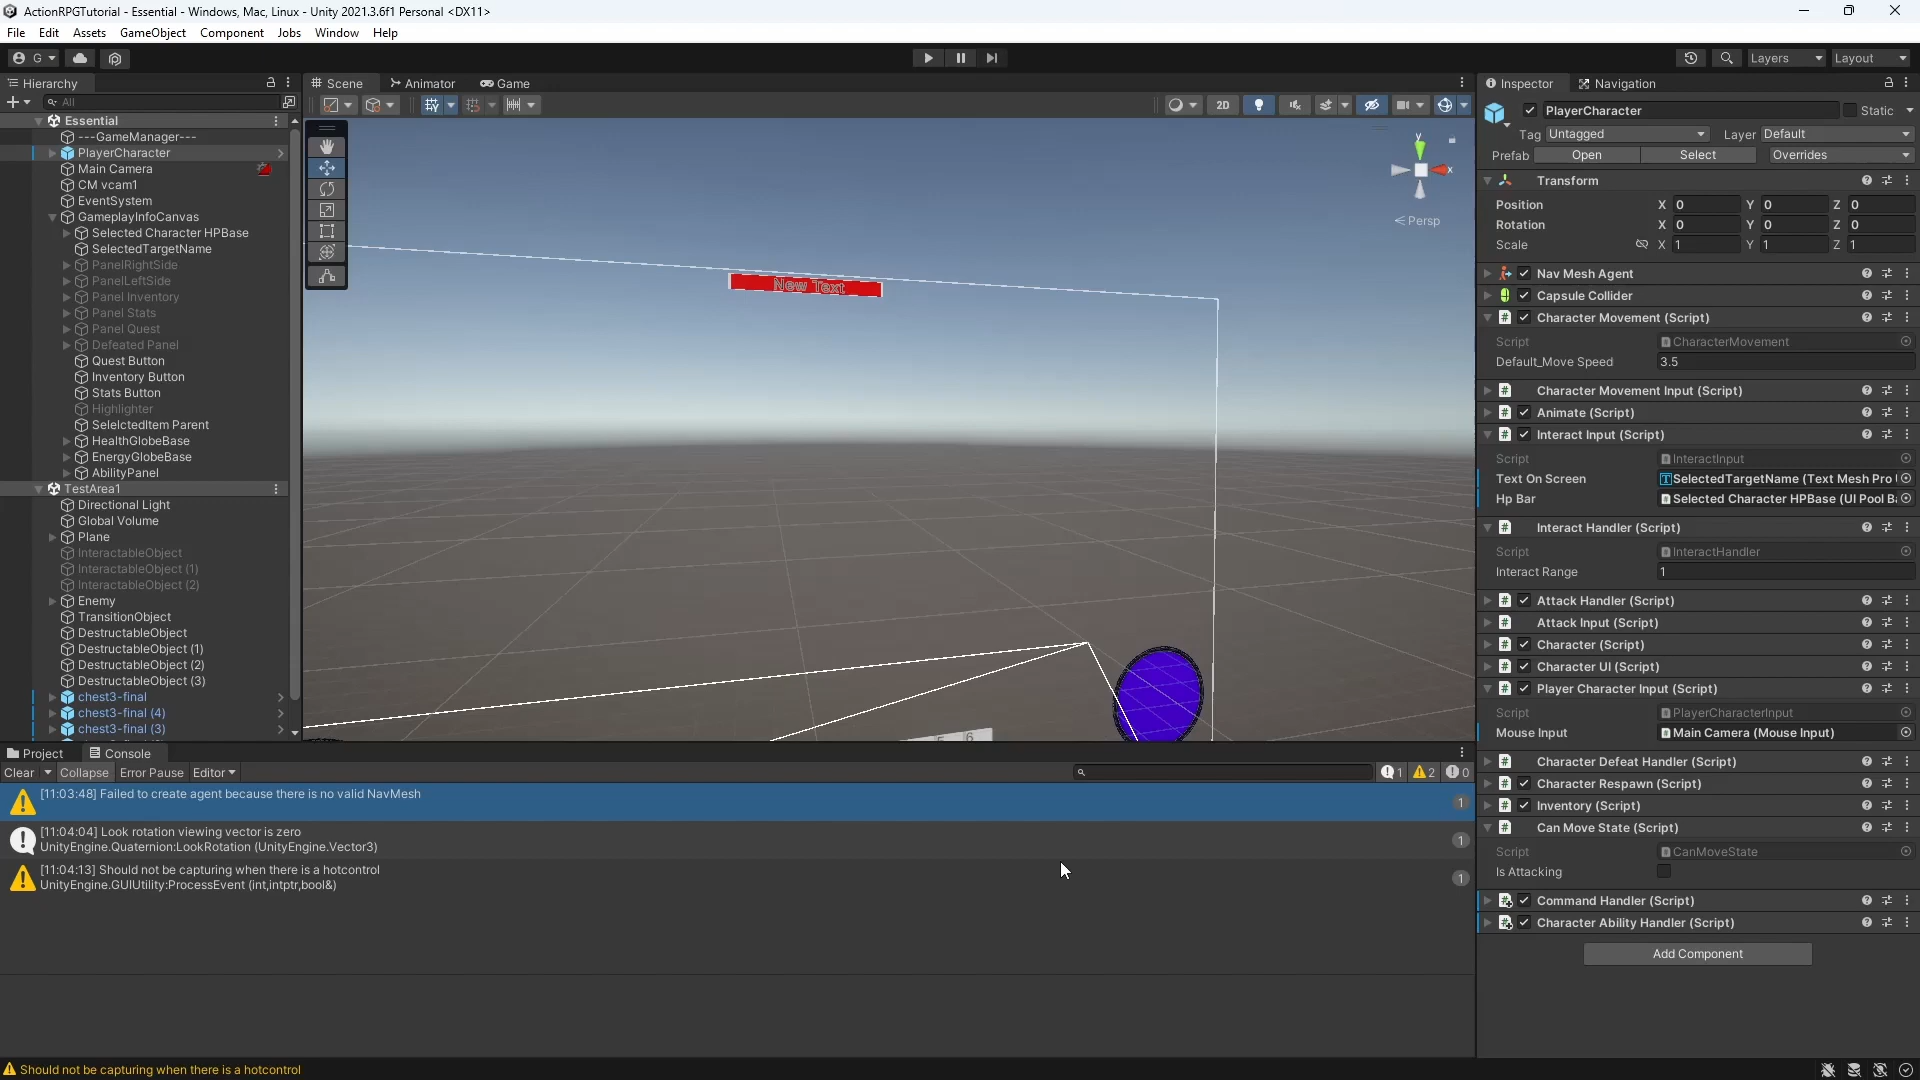 ActionRPGTutorial - Essential - Windows, Mac, Linux - Unity 2021.3.6f1 Personal <DX11>
File Edit Assets GameObject Component Jobs Window Help
G
Layers Layout
Hierarchy
All
Essential
---GameManager---
PlayerCharacter
Main Camera
CM vcam1
EventSystem
GameplayInfoCanvas
Selected Character HPBase
SelectedTargetName
PanelRightSide
PanelLeftSide
Panel Inventory
Panel Stats
Panel Quest
Defeated Panel
Quest Button
Inventory Button
Stats Button
Highlighter
SelelctedItem Parent
HealthGlobeBase
EnergyGlobeBase
AbilityPanel
TestArea1
Directional Light
Global Volume
Plane
InteractableObject
InteractableObject (1)
InteractableObject (2)
Enemy
TransitionObject
DestructableObject
DestructableObject (1)
DestructableObject (2)
DestructableObject (3)
chest3-final
chest3-final (4)
chest3-final (3)
Scene Animator Game
2D
y
x
Persp
New Text
5 6
Inspector Navigation
PlayerCharacter Static
Tag Untagged Layer Default
Prefab Open Select Overrides
Transform
Position X 0 Y 0 Z 0
Rotation X 0 Y 0 Z 0
Scale X 1 Y 1 Z 1
Nav Mesh Agent
Capsule Collider
Character Movement (Script)
Script CharacterMovement
Default_Move Speed 3.5
Character Movement Input (Script)
Animate (Script)
Interact Input (Script)
Script InteractInput
Text On Screen SelectedTargetName (Text Mesh Pro
Hp Bar Selected Character HPBase (UI Pool Ba
Interact Handler (Script)
Script InteractHandler
Interact Range 1
Attack Handler (Script)
Attack Input (Script)
Character (Script)
Character UI (Script)
Player Character Input (Script)
Script PlayerCharacterInput
Mouse Input Main Camera (Mouse Input)
Character Defeat Handler (Script)
Character Respawn (Script)
Inventory (Script)
Can Move State (Script)
Script CanMoveState
Is Attacking
Command Handler (Script)
Character Ability Handler (Script)
Add Component
Project Console
Clear Collapse Error Pause Editor
1 2 0
[11:03:48] Failed to create agent because there is no valid NavMesh
1
[11:04:04] Look rotation viewing vector is zero
UnityEngine.Quaternion:LookRotation (UnityEngine.Vector3)
1
[11:04:13] Should not be capturing when there is a hotcontrol
UnityEngine.GUIUtility:ProcessEvent (int,intptr,bool&)
1
Should not be capturing when there is a hotcontrol